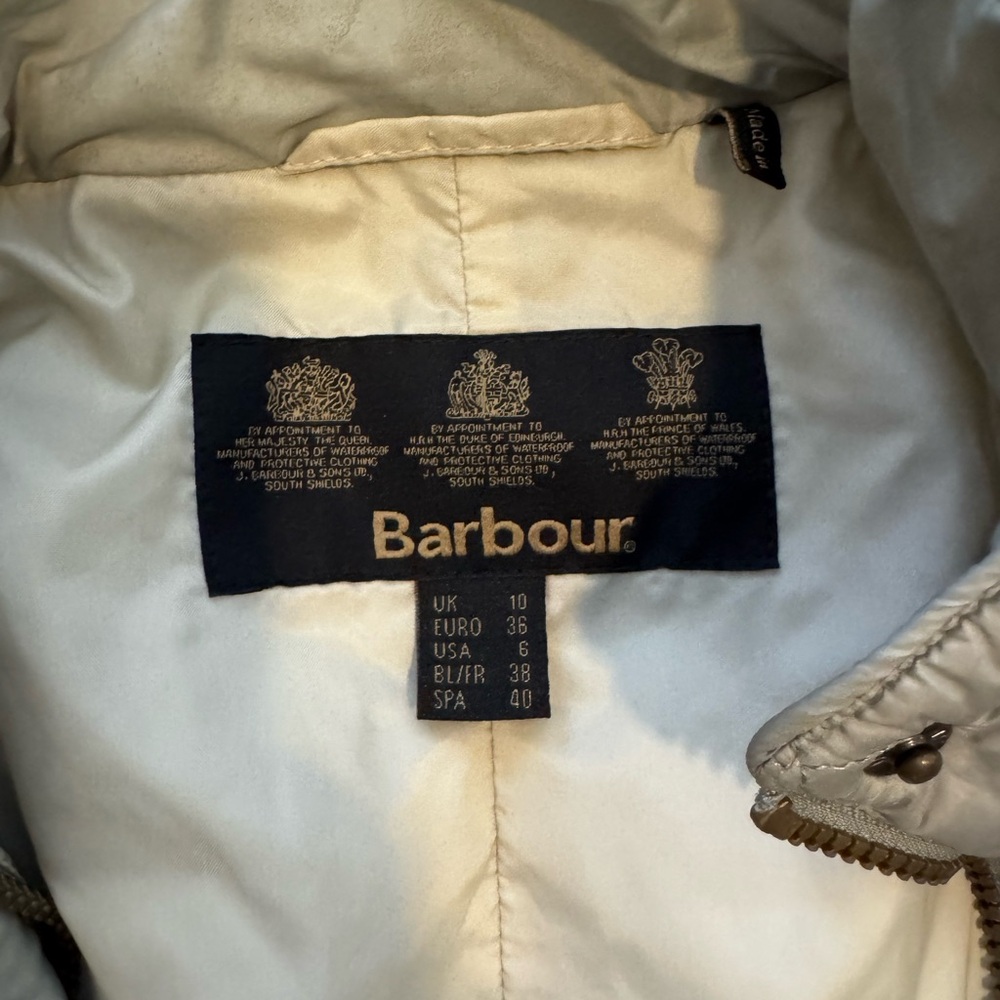 Made in
BY APPOINTMENT TO
HER MAJESTY THE QUEEN.
MANUFACTURERS OF WATERPROOF
AND PROTECTIVE CLOTHING
J. BARBOUR & SONS LTD,
SOUTH SHIELDS.
BY APPOINTMENT TO
H.R.H THE DUKE OF EDINBURGH.
MANUFACTURERS OF WATERPROOF
AND PROTECTIVE CLOTHING
J. BARBOUR & SONS LTD,
SOUTH SHIELDS.
BY APPOINTMENT TO
H.R.H THE PRINCE OF WALES.
MANUFACTURERS OF WATERPROOF
AND PROTECTIVE CLOTHING
J. BARBOUR & SONS LTD,
SOUTH SHIELDS.
Barbour®
UK 10
EURO 36
USA 6
BL/FR 38
SPA 40